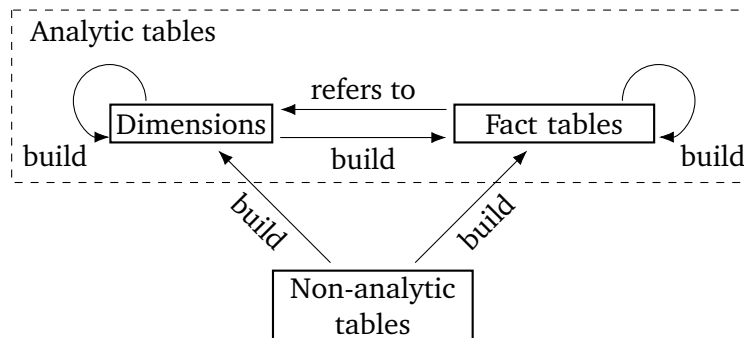 Analytic tables
refers to
Dimensions
Fact tables
build
build
build
build
build
Non-analytic
tables